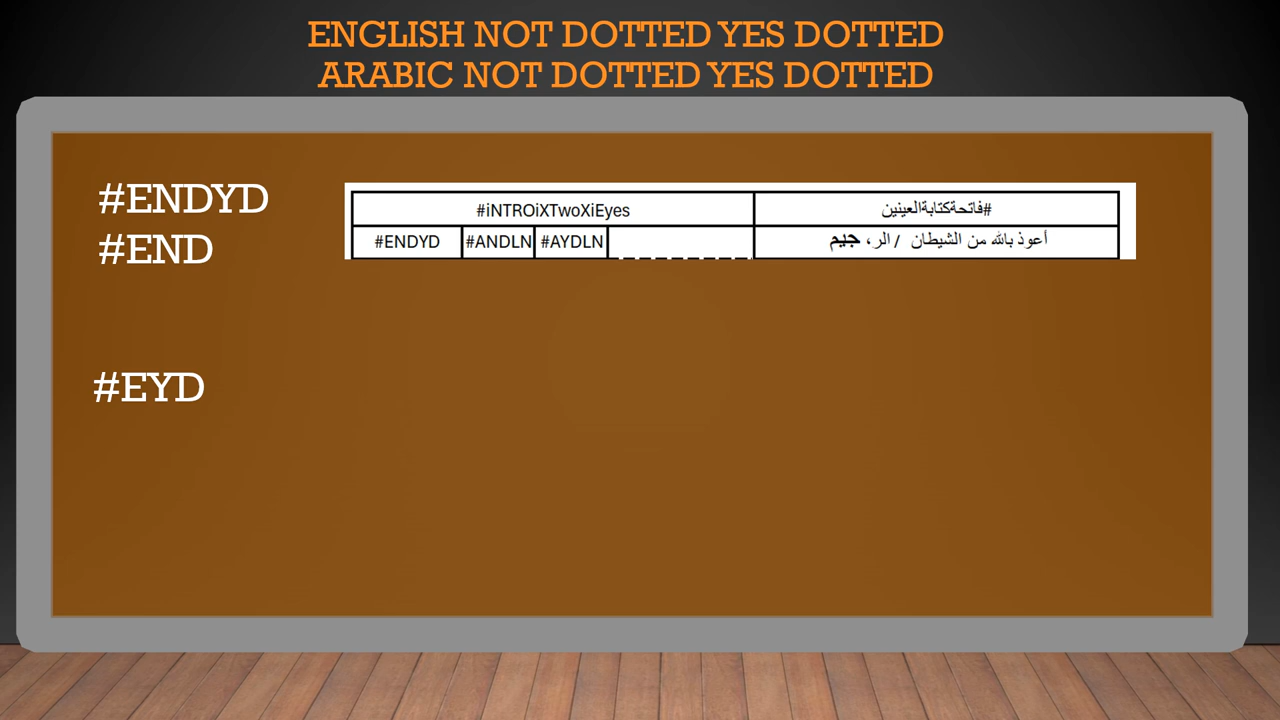 ENGLISH NOT DOTTED YES DOTTED
ARABIC NOT DOTTED YES DOTTED
#ENDYD
#END
#EYD
#iNTROiXTwoXiEyes
#فاتحةكتابةالعينين
#ENDYD #ANDLN #AYDLN
أعوذ بالله من الشيطان / الر، جيم